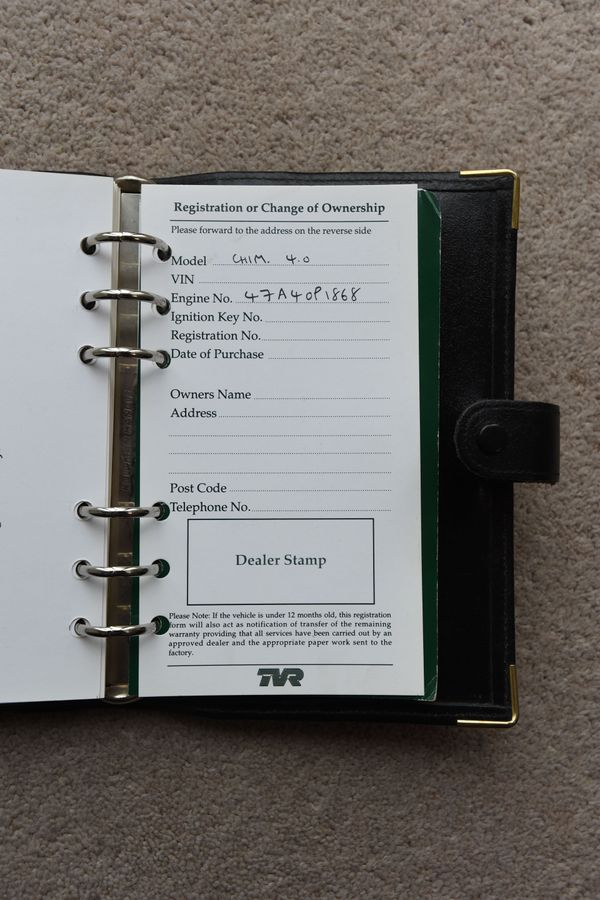 Registration or Change of Ownership
Please forward to the address on the reverse side
Model CHIM. 4.0
VIN
Engine No. 47A40P1868
Ignition Key No.
Registration No.
Date of Purchase
Owners Name
Address
Post Code
Telephone No.
Dealer Stamp
Please Note: If the vehicle is under 12 months old, this registration
form will also act as notification of transfer of the remaining
warranty providing that all services have been carried out by an
approved dealer and the appropriate paper work sent to the
factory.
TVR